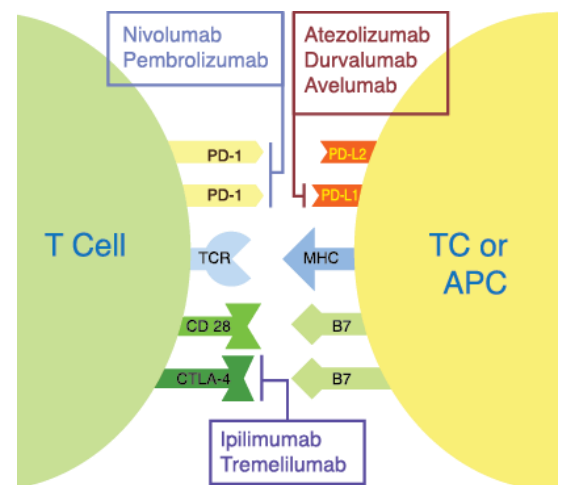 Nivolumab
Pembrolizumab
Atezolizumab
Durvalumab
Avelumab
PD-1
PD-L2
PD-1
PD-L1
T Cell
TCR
MHC
TC or
APC
CD 28
B7
CTLA-4
B7
Ipilimumab
Tremelilumab